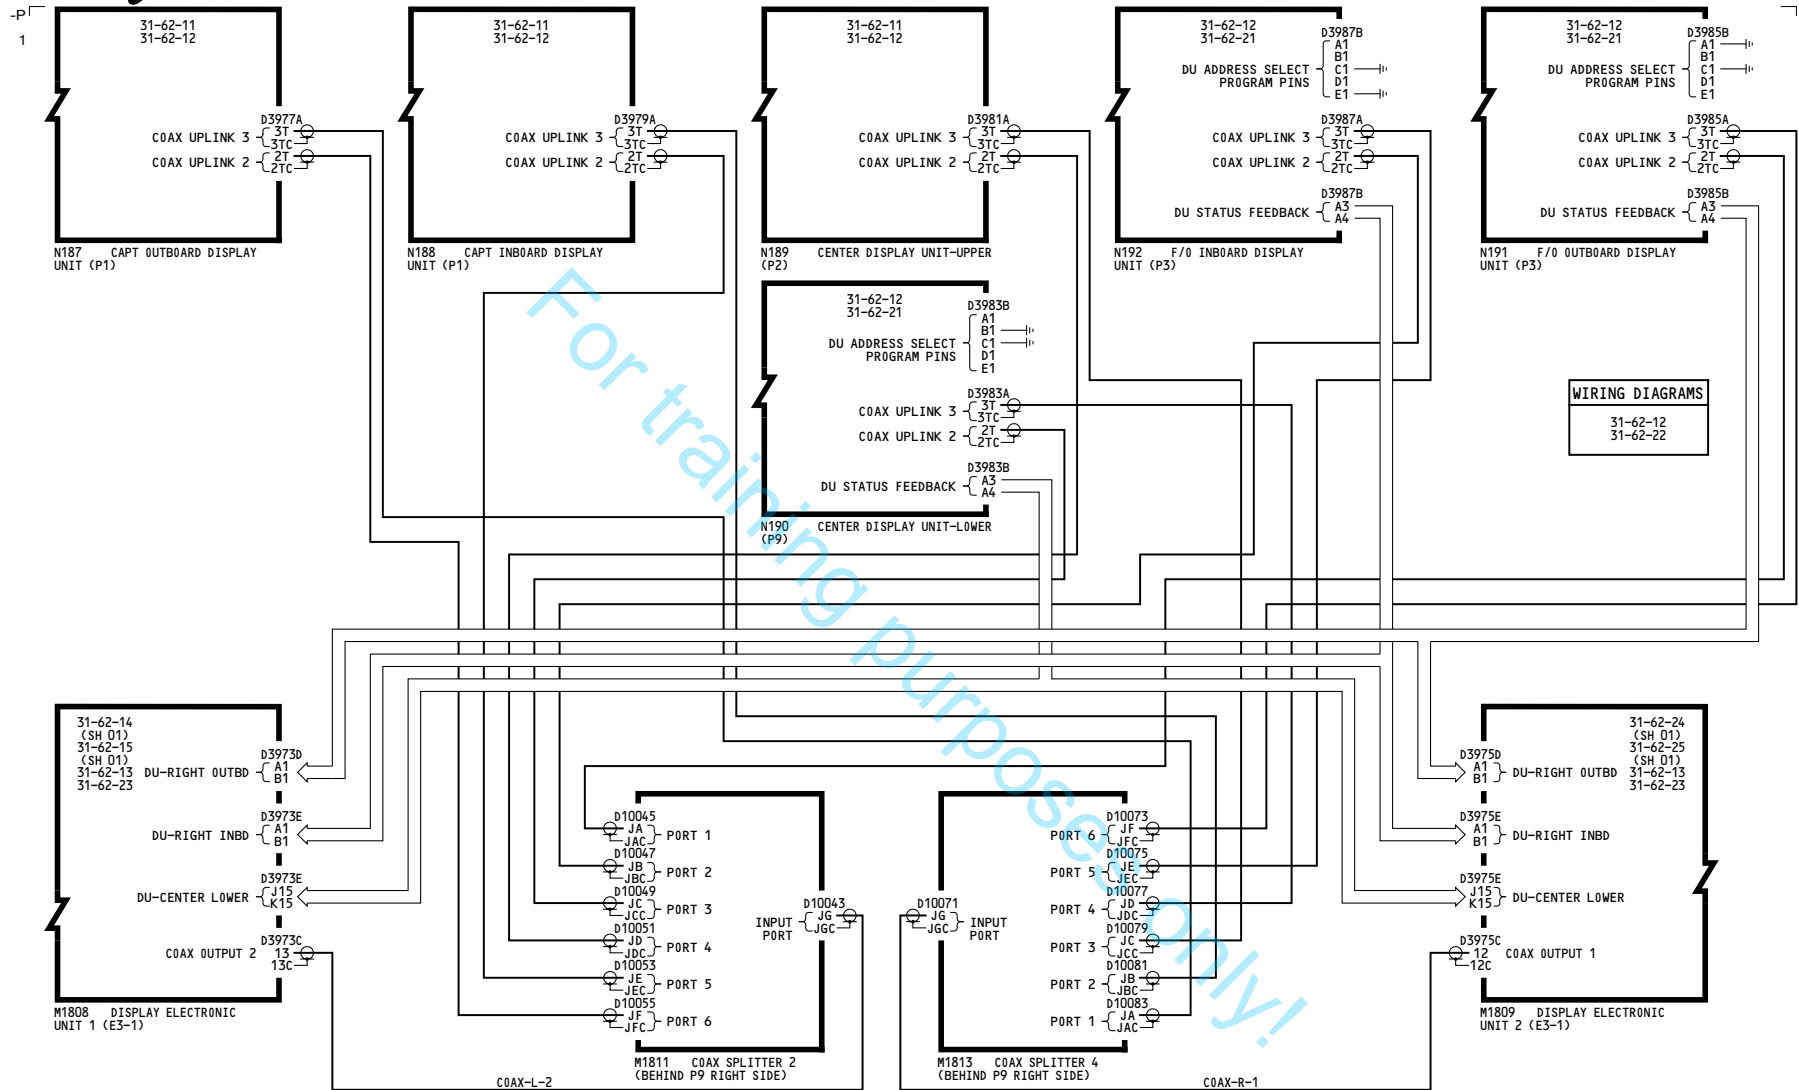 -P
1
31-62-11
31-62-12
D3977A
COAX UPLINK 3
3T
3TC
COAX UPLINK 2
2T
2TC
N187 CAPT OUTBOARD DISPLAY
UNIT (P1)
31-62-11
31-62-12
D3979A
COAX UPLINK 3
3T
3TC
COAX UPLINK 2
2T
2TC
N188 CAPT INBOARD DISPLAY
UNIT (P1)
31-62-11
31-62-12
D3981A
COAX UPLINK 3
3T
3TC
COAX UPLINK 2
2T
2TC
N189 CENTER DISPLAY UNIT-UPPER
(P2)
31-62-12
31-62-21
D3987B
A1
B1
DU ADDRESS SELECT C1
PROGRAM PINS D1
E1
D3987A
COAX UPLINK 3
3T
3TC
COAX UPLINK 2
2T
2TC
D3987B
DU STATUS FEEDBACK
A3
A4
N192 F/O INBOARD DISPLAY
UNIT (P3)
31-62-12
31-62-21
D3985B
A1
B1
DU ADDRESS SELECT C1
PROGRAM PINS D1
E1
D3985A
COAX UPLINK 3
3T
3TC
COAX UPLINK 2
2T
2TC
D3985B
DU STATUS FEEDBACK
A3
A4
N191 F/O OUTBOARD DISPLAY
UNIT (P3)
31-62-12
31-62-21
D3983B
A1
B1
DU ADDRESS SELECT C1
PROGRAM PINS D1
E1
D3983A
COAX UPLINK 3
3T
3TC
COAX UPLINK 2
2T
2TC
D3983B
DU STATUS FEEDBACK
A3
A4
N190 CENTER DISPLAY UNIT-LOWER
(P9)
WIRING DIAGRAMS
31-62-12
31-62-22
For training purposes only!
31-62-14
(SH 01)
31-62-15
(SH 01)
31-62-13
31-62-23
D3973D
DU-RIGHT OUTBD
A1
B1
D3973E
DU-RIGHT INBD
A1
B1
D3973E
DU-CENTER LOWER
J15
K15
D3973C
COAX OUTPUT 2 13
13C
M1808 DISPLAY ELECTRONIC
UNIT 1 (E3-1)
D10045
JA
JAC
PORT 1
D10047
JB
JBC
PORT 2
D10049
JC
JCC
PORT 3
D10051
JD
JDC
PORT 4
D10053
JE
JEC
PORT 5
D10055
JF
JFC
PORT 6
D10043
INPUT JG
PORT JGC
M1811 COAX SPLITTER 2
(BEHIND P9 RIGHT SIDE)
COAX-L-2
D10071
JG INPUT
JGC PORT
D10073
PORT 6
JF
JFC
D10075
PORT 5
JE
JEC
D10077
PORT 4
JD
JDC
D10079
PORT 3
JC
JCC
D10081
PORT 2
JB
JBC
D10083
PORT 1
JA
JAC
M1813 COAX SPLITTER 4
(BEHIND P9 RIGHT SIDE)
COAX-R-1
31-62-24
(SH 01)
31-62-25
(SH 01)
31-62-13
31-62-23
D3975D
A1
B1
DU-RIGHT OUTBD
D3975E
A1
B1
DU-RIGHT INBD
D3975E
J15
K15
DU-CENTER LOWER
D3975C
12 COAX OUTPUT 1
12C
M1809 DISPLAY ELECTRONIC
UNIT 2 (E3-1)